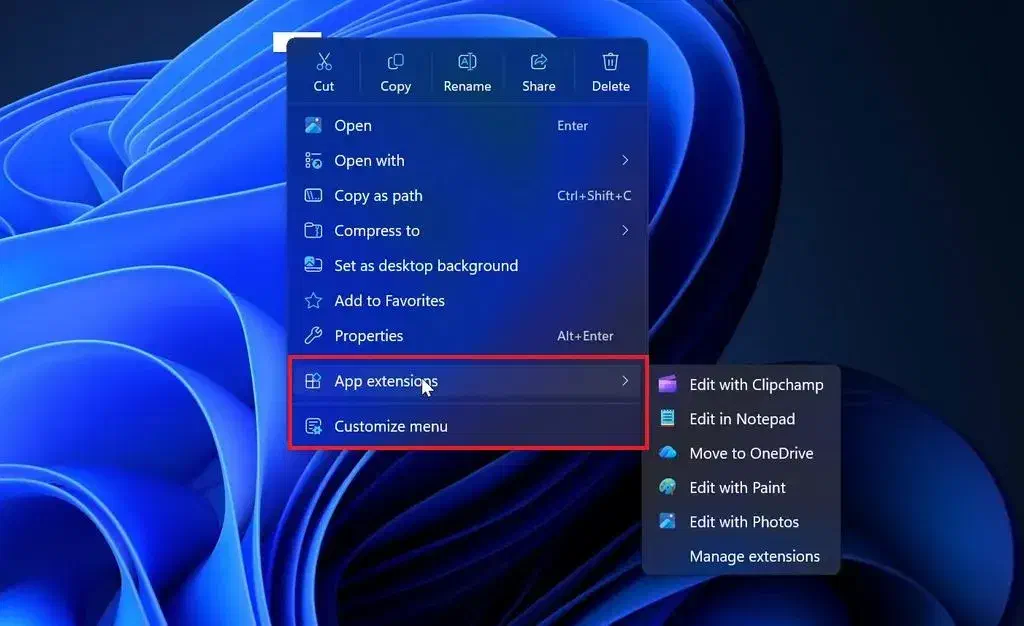 Cut Copy Rename Share Delete
Open Enter
Open with
Copy as path Ctrl+Shift+C
Compress to
Set as desktop background
Add to Favorites
Properties Alt+Enter
App extensions
Customize menu
Edit with Clipchamp
Edit in Notepad
Move to OneDrive
Edit with Paint
Edit with Photos
Manage extensions